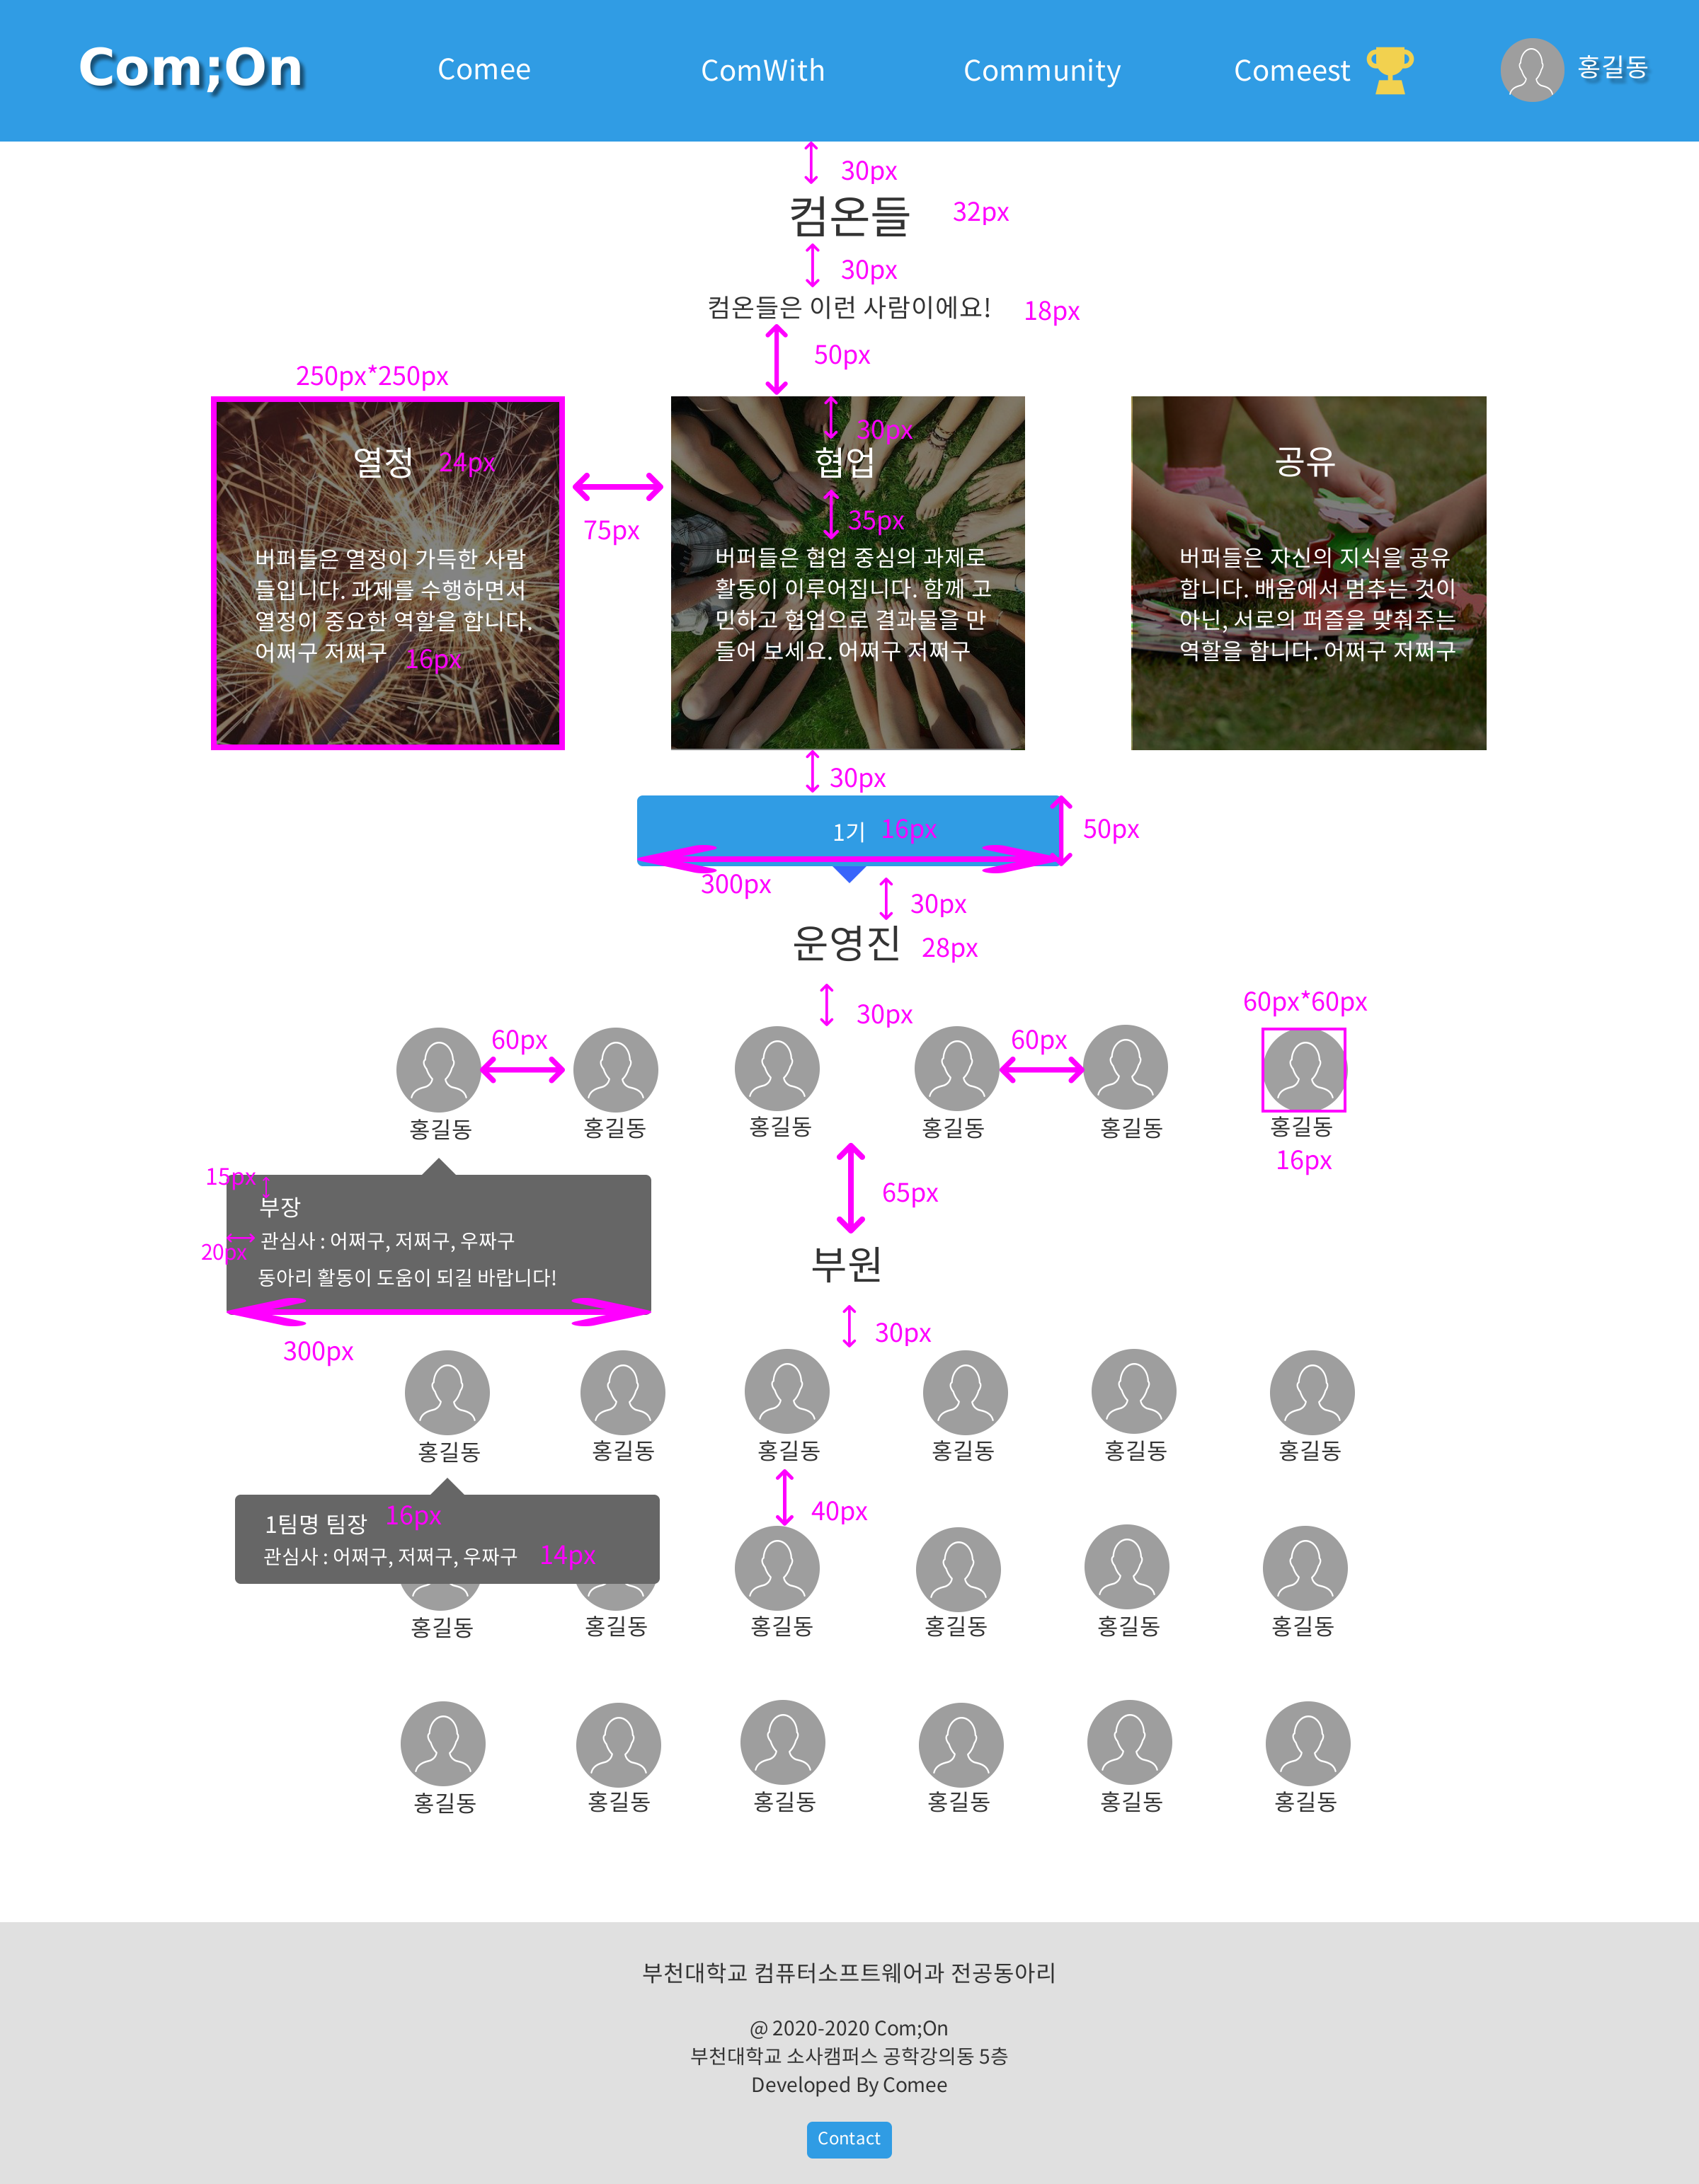 Com;On
Comee
ComWith
Community
Comeest
홍길동
30px
컴온들
32px
30px
컴온들은 이런 사람이에요!
18px
50px
250px*250px
열정
24px
버퍼들은 열정이 가득한 사람
들입니다. 과제를 수행하면서
열정이 중요한 역할을 합니다.
어쩌구 저쩌구
16px
75px
30px
협업
35px
버퍼들은 협업 중심의 과제로
활동이 이루어집니다. 함께 고
민하고 협업으로 결과물을 만
들어 보세요. 어쩌구 저쩌구
공유
버퍼들은 자신의 지식을 공유
합니다. 배움에서 멈추는 것이
아닌, 서로의 퍼즐을 맞춰주는
역할을 합니다. 어쩌구 저쩌구
30px
1기
16px
50px
300px
30px
운영진
28px
30px
60px*60px
60px
60px
홍길동
홍길동
홍길동
홍길동
홍길동
홍길동
16px
15px
부장
20px
관심사 : 어쩌구, 저쩌구, 우짜구
동아리 활동이 도움이 되길 바랍니다!
300px
65px
부원
30px
홍길동
홍길동
홍길동
홍길동
홍길동
홍길동
1팀명 팀장
16px
관심사 : 어쩌구, 저쩌구, 우짜구
14px
40px
홍길동
홍길동
홍길동
홍길동
홍길동
홍길동
홍길동
홍길동
홍길동
홍길동
홍길동
홍길동
부천대학교 컴퓨터소프트웨어과 전공동아리
@ 2020-2020 Com;On
부천대학교 소사캠퍼스 공학강의동 5층
Developed By Comee
Contact